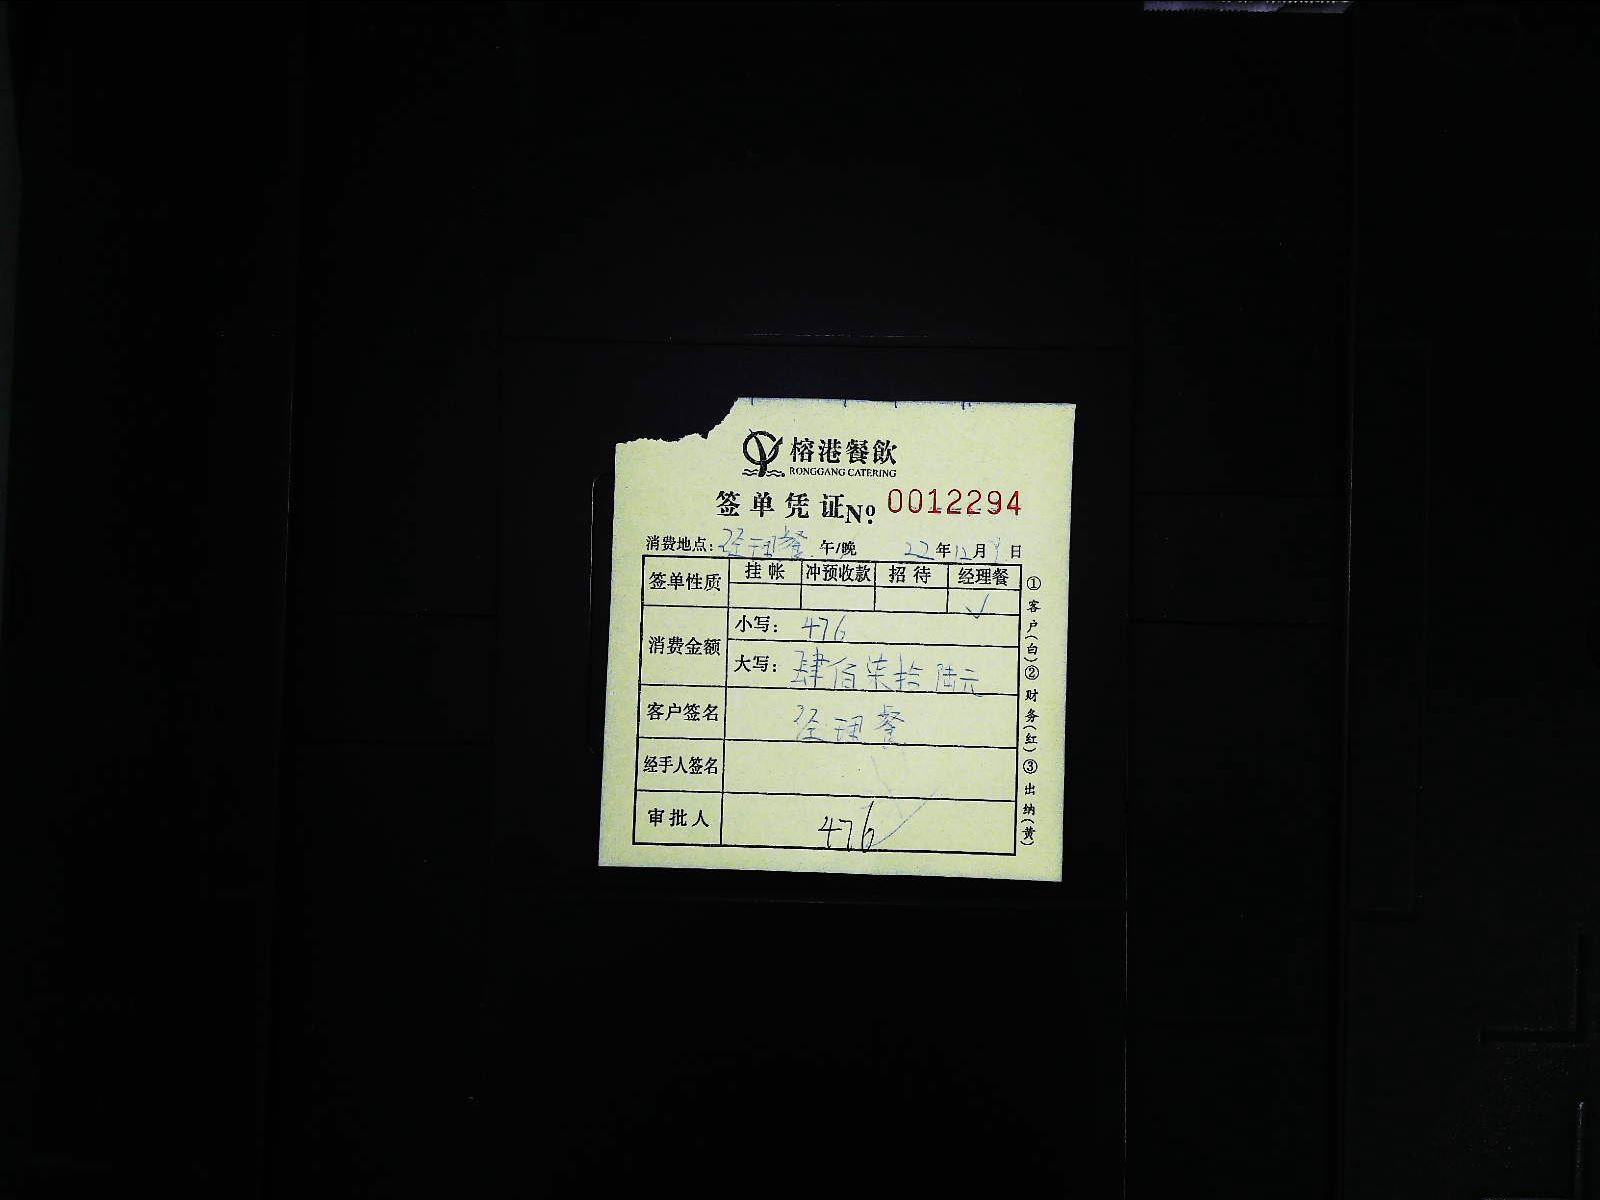 榕港餐飲
RONGGANG CATERING
签单凭证 Nº: 0012294
消费地点: 经理餐 午/晚 22年12月 日
签单性质 挂帐 冲预收款 招待 经理餐
√
消费金额 小写: 476
大写: 肆佰柒拾陆元
客户签名 经理餐
经手人签名
审批人 476
①客户(白)②财务(红)③出纳(黄)